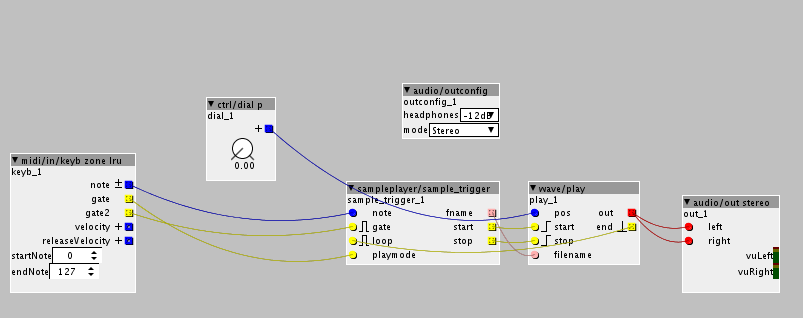 audio/outconfig
outconfig_1
headphones -12dB
mode Stereo
ctrl/dial p
dial_1
+
0.00
midi/in/keyb zone lru
keyb_1
note ±
gate
gate2
velocity +
releaseVelocity +
startNote 0
endNote 127
sampleplayer/sample_trigger
sample_trigger_1
note fname
gate start
loop stop
playmode
wave/play
play_1
pos out
start end
stop
filename
audio/out stereo
out_1
left
right
vuLeft
vuRight